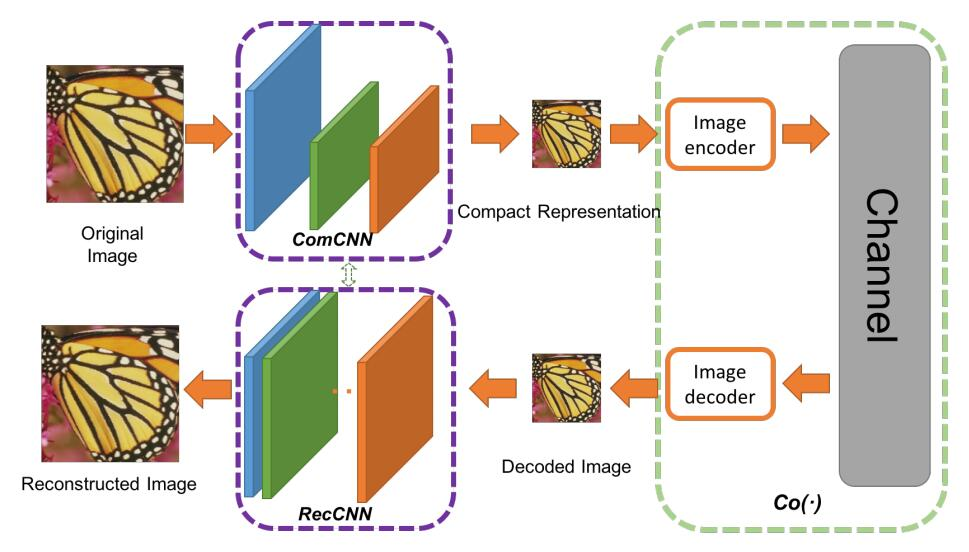 Original
Image
ComCNN
Compact Representation
Image
encoder
Channel
Reconstructed Image
RecCNN
Decoded Image
Image
decoder
Co(·)